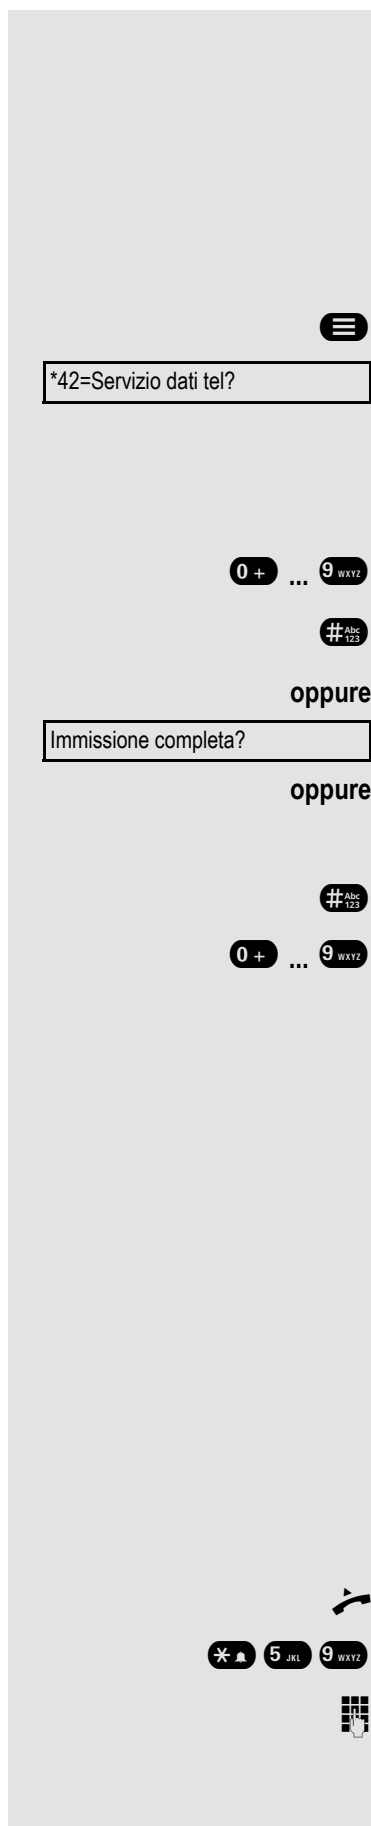 *42=Servizio dati tel?
0 + ... 9 WXYZ
# Abc 123
oppure
Immissione completa?
oppure
# Abc 123
0 + ... 9 WXYZ
* 5 JKL 9 WXYZ